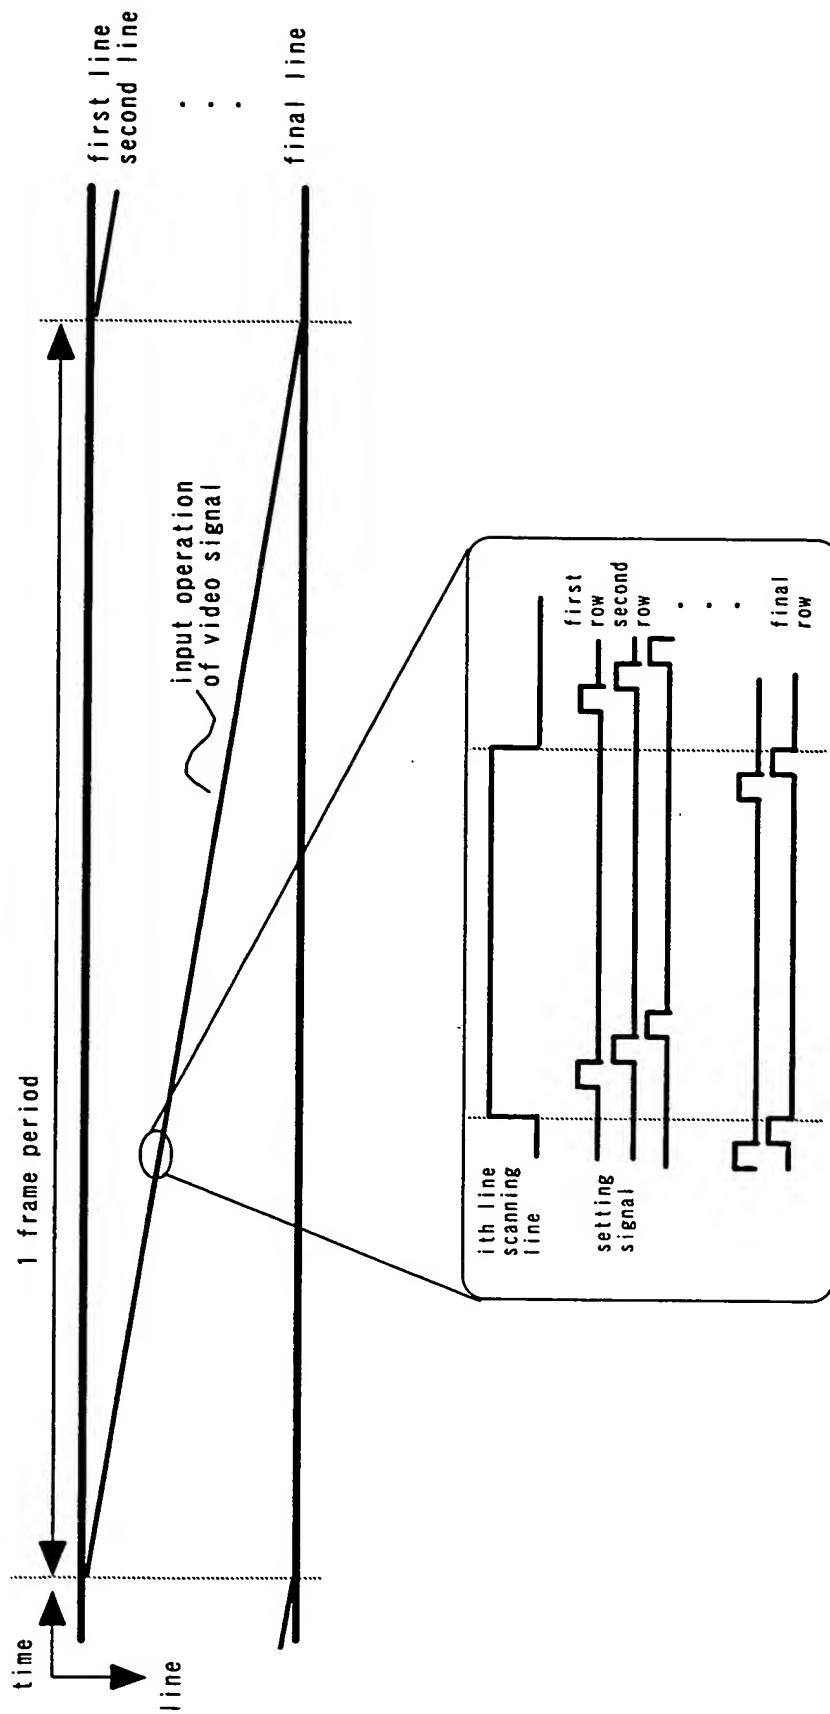 time
line
1 frame period
first line
second line
final line
input operation
of video signal
ith line
scanning
line
setting
signal
first
row
second
row
final
row